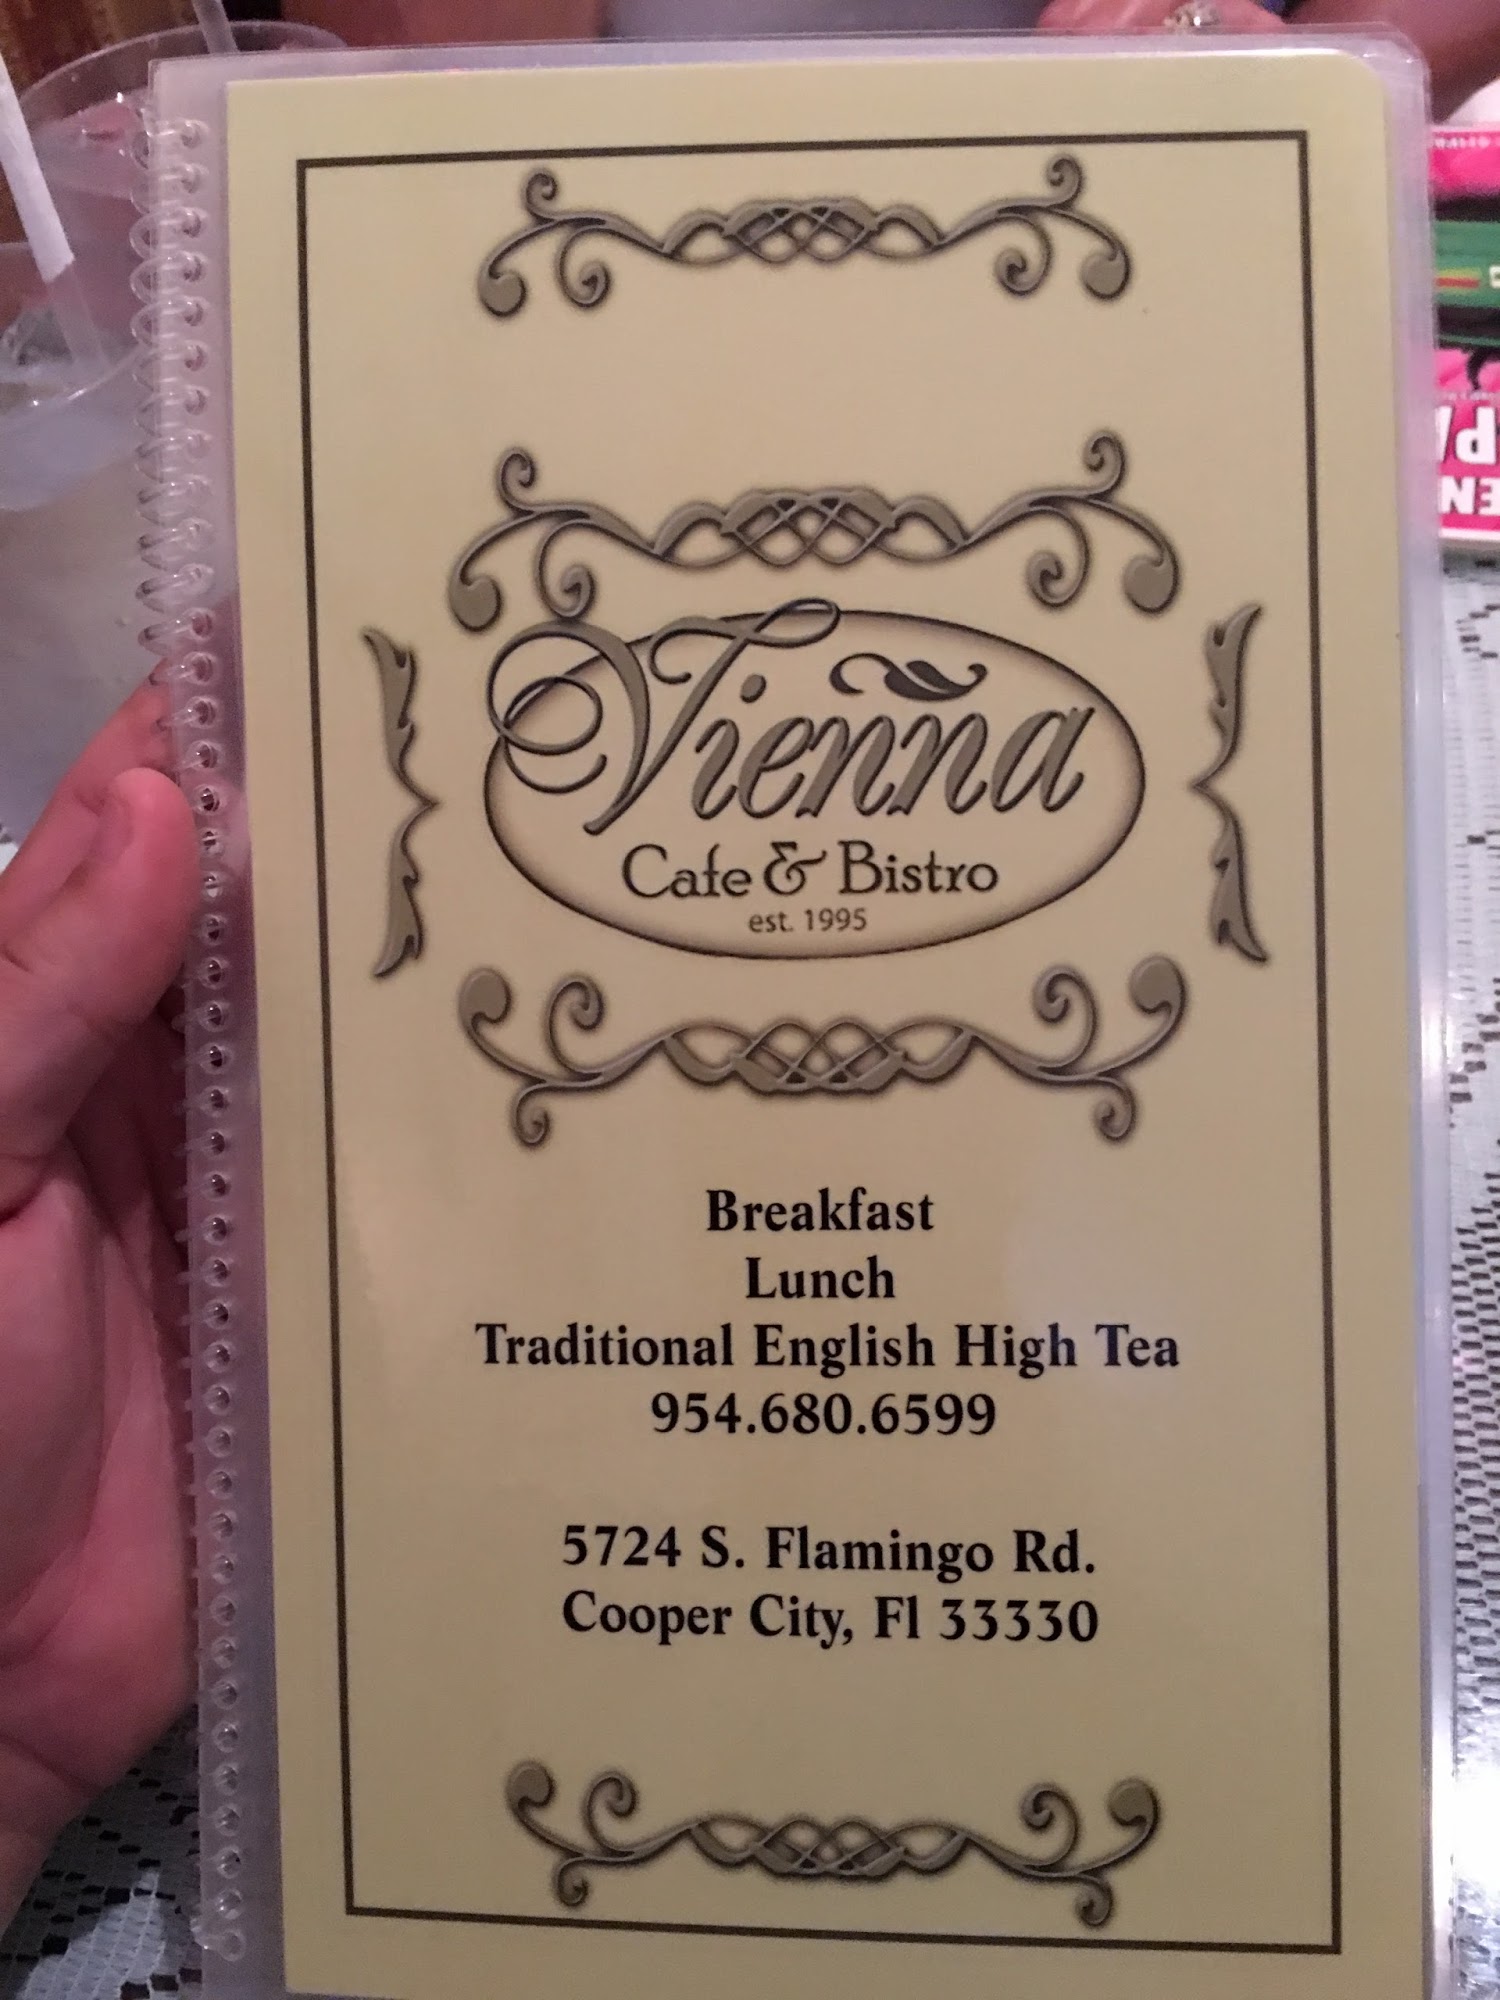 Vienna
Cafe & Bistro
est. 1995
Breakfast
Lunch
Traditional English High Tea
954.680.6599
5724 S. Flamingo Rd.
Cooper City, Fl 33330